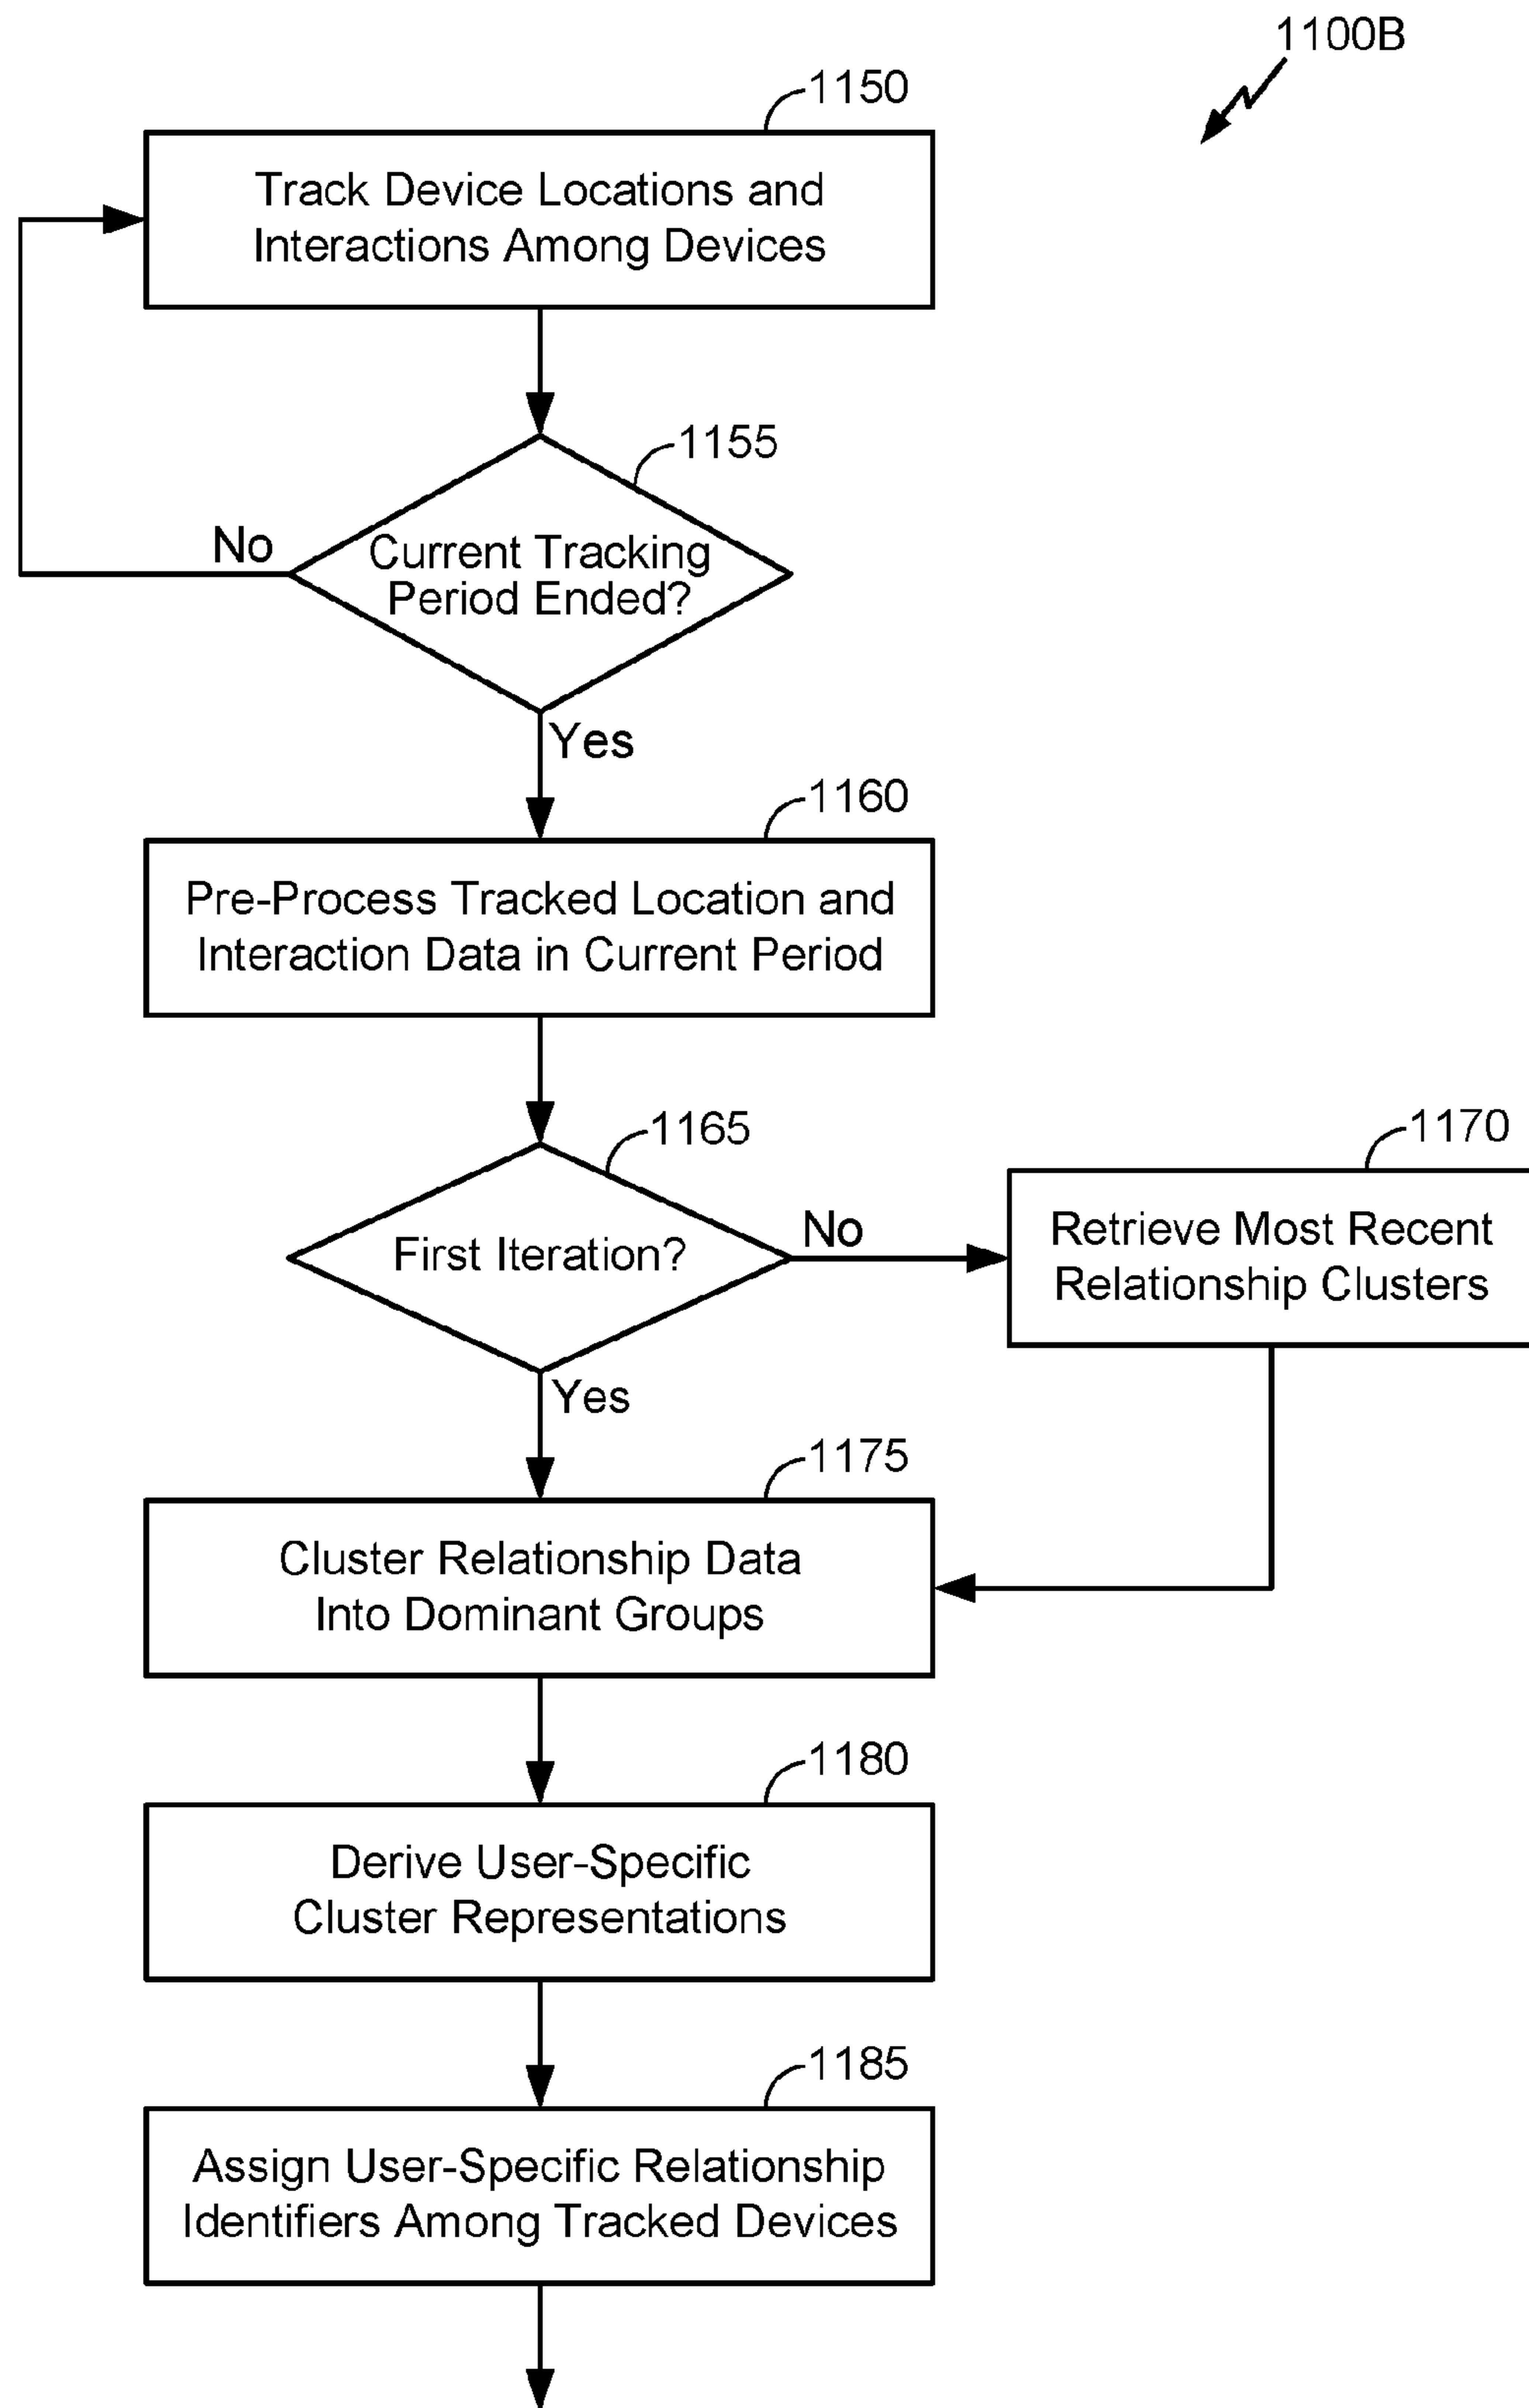 1100B
1150
Track Device Locations and
Interactions Among Devices
1155
No
Current Tracking
Period Ended?
Yes
1160
Pre-Process Tracked Location and
Interaction Data in Current Period
1165
First Iteration?
No
1170
Retrieve Most Recent
Relationship Clusters
Yes
1175
Cluster Relationship Data
Into Dominant Groups
1180
Derive User-Specific
Cluster Representations
1185
Assign User-Specific Relationship
Identifiers Among Tracked Devices